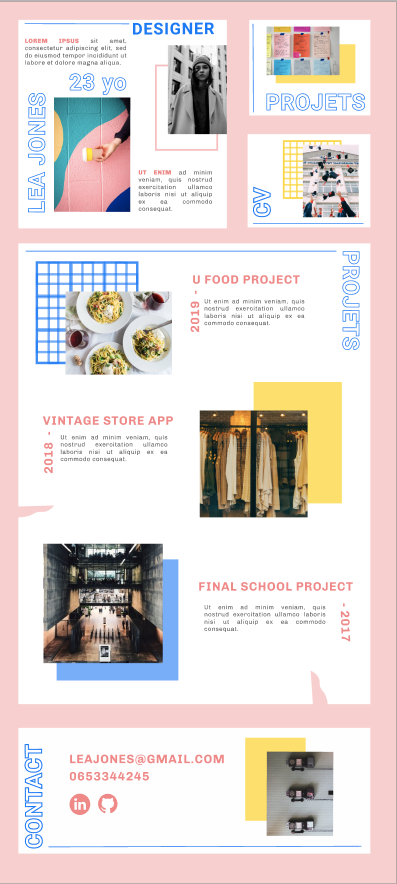 DESIGNER
LOREM IPSUS sit amet,
consectetur adipiscing elit, sed
do eiusmod tempor incididunt ut
labore et dolore magna aliqua.
23 yo
LEA JONES
UT ENIM ad minim
veniam, quis nostrud
exercitation ullamco
laboris nisi ut aliquip
ex ea commodo
consequat.
PROJETS
CV
PROJETS
U FOOD PROJECT
2019 -
Ut enim ad minim veniam, quis
nostrud exercitation ullamco
laboris nisi ut aliquip ex ea
commodo consequat.
VINTAGE STORE APP
2018 -
Ut enim ad minim veniam, quis
nostrud exercitation ullamco
laboris nisi ut aliquip ex ea
commodo consequat.
FINAL SCHOOL PROJECT
Ut enim ad minim veniam, quis
nostrud exercitation ullamco laboris
nisi ut aliquip ex ea commodo
consequat.
- 2017
CONTACT
LEAJONES@GMAIL.COM
0653344245
in